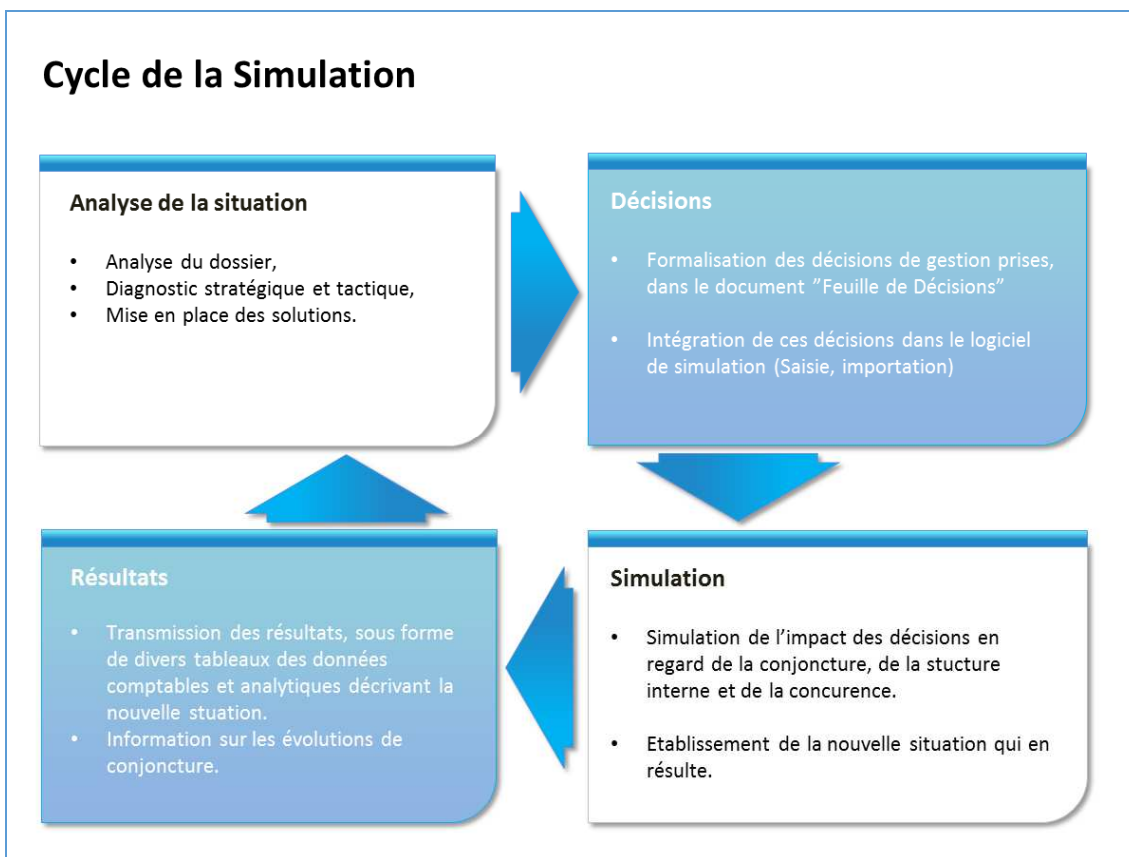 Cycle de la Simulation
Analyse de la situation
• Analyse du dossier,
• Diagnostic stratégique et tactique,
• Mise en place des solutions.
Décisions
• Formalisation des décisions de gestion prises,
dans le document ”Feuille de Décisions”
• Intégration de ces décisions dans le logiciel
de simulation (Saisie, importation)
Simulation
• Simulation de l’impact des décisions en
regard de la conjoncture, de la stucture
interne et de la concurence.
• Etablissement de la nouvelle situation qui en
résulte.
Résultats
• Transmission des résultats, sous forme
de divers tableaux des données
comptables et analytiques décrivant la
nouvelle stuation.
• Information sur les évolutions de
conjoncture.